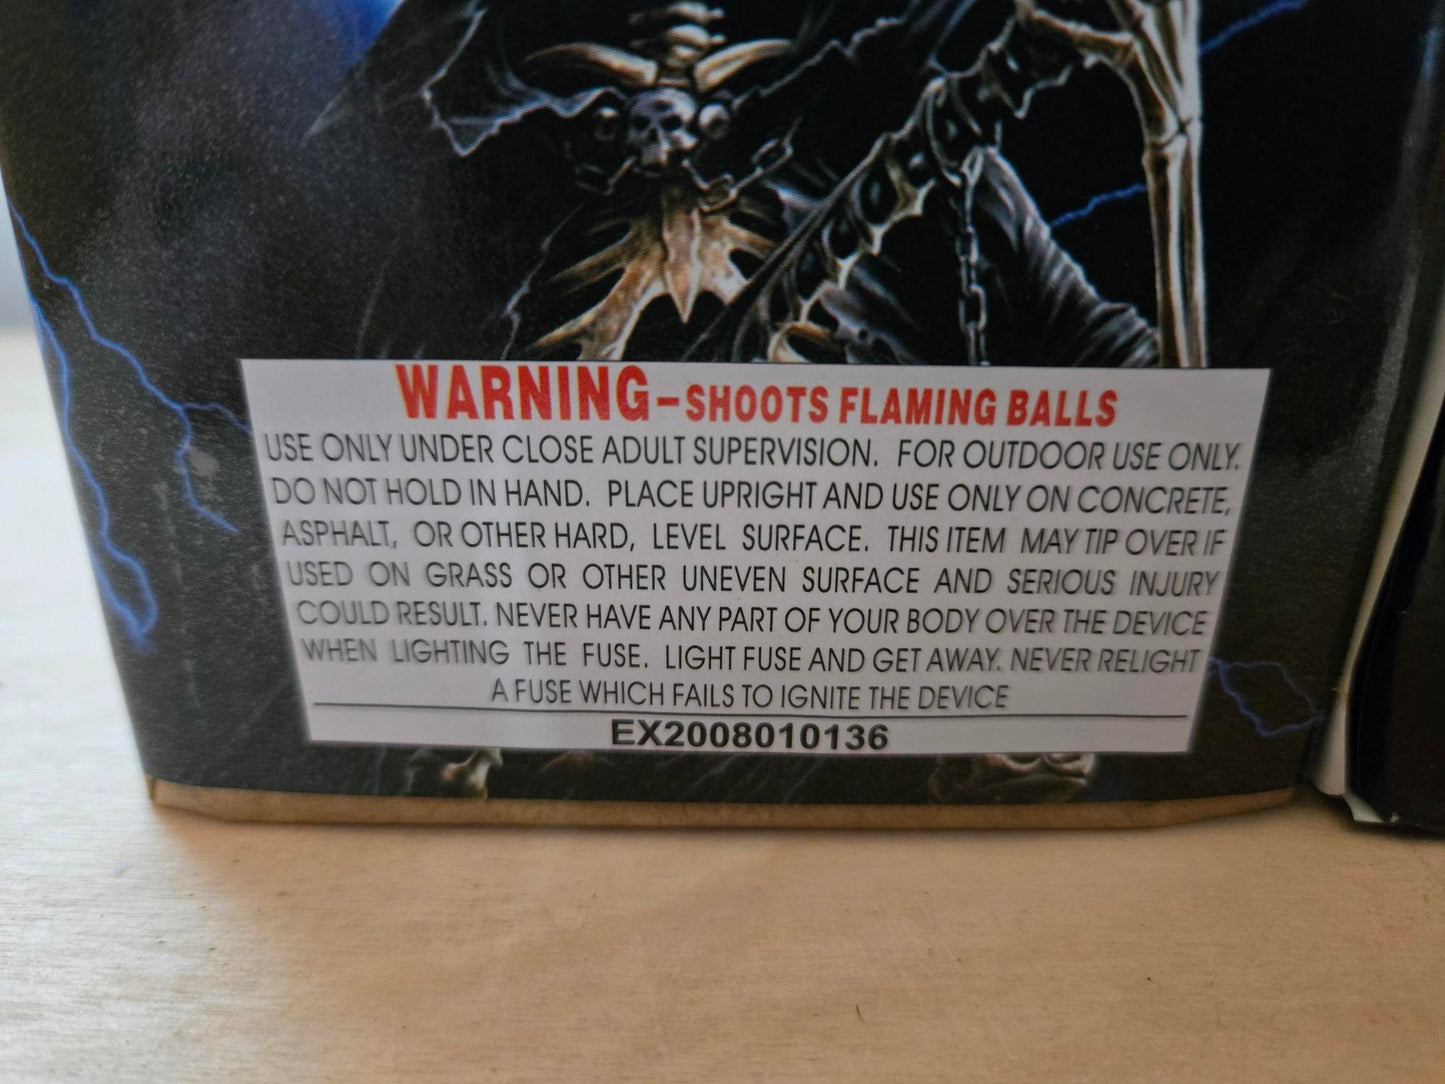 WARNING-SHOOTS FLAMING BALLS
USE ONLY UNDER CLOSE ADULT SUPERVISION. FOR OUTDOOR USE ONLY.
DO NOT HOLD IN HAND. PLACE UPRIGHT AND USE ONLY ON CONCRETE,
ASPHALT, OR OTHER HARD, LEVEL SURFACE. THIS ITEM MAY TIP OVER IF
USED ON GRASS OR OTHER UNEVEN SURFACE AND SERIOUS INJURY
COULD RESULT. NEVER HAVE ANY PART OF YOUR BODY OVER THE DEVICE
WHEN LIGHTING THE FUSE. LIGHT FUSE AND GET AWAY. NEVER RELIGHT
A FUSE WHICH FAILS TO IGNITE THE DEVICE
EX2008010136